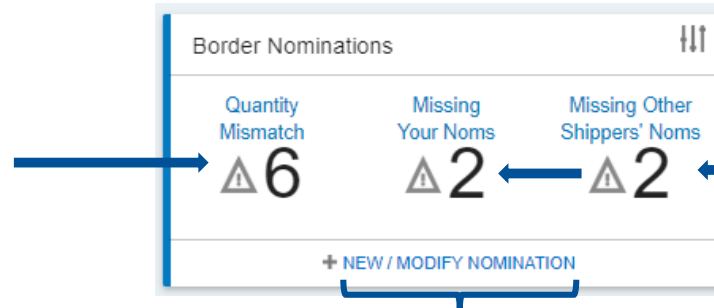 Border Nominations
Quantity Missing Missing Other
Mismatch Your Noms Shippers' Noms
6 2 2
+ NEW / MODIFY NOMINATION